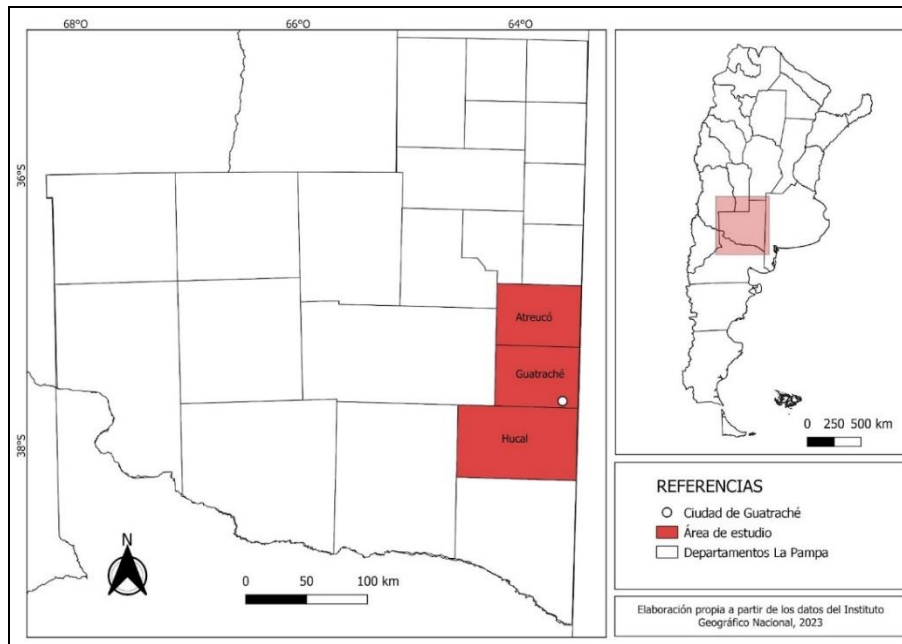 68°O
66°O
64°O
36°S
38°S
Atreucó
Guatraché
Hucal
N
0 50 100 km
0 250 500 km
REFERENCIAS
Ciudad de Guatraché
Área de estudio
Departamentos La Pampa
Elaboración propia a partir de los datos del Instituto
Geográfico Nacional, 2023